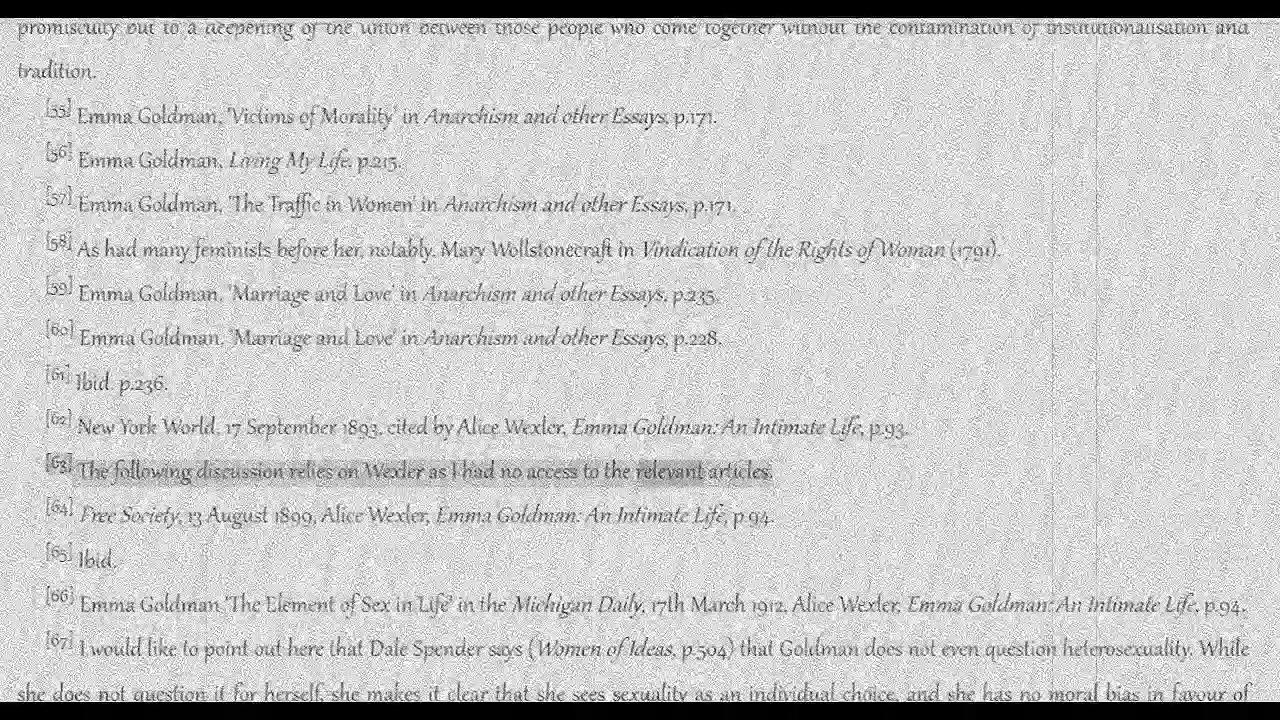 promiscuity but to a deepening of the union between those people who come together without the contamination of institutionalisation and
tradition.
[55] Emma Goldman, 'Victims of Morality' in Anarchism and other Essays, p.171.
[56] Emma Goldman, Living My Life, p.215.
[57] Emma Goldman, 'The Traffic in Women' in Anarchism and other Essays, p.171.
[58] As had many feminists before her, notably, Mary Wollstonecraft in Vindication of the Rights of Woman (1791).
[59] Emma Goldman, 'Marriage and Love' in Anarchism and other Essays, p.235.
[60] Emma Goldman, 'Marriage and Love' in Anarchism and other Essays, p.228.
[61] Ibid. p.236.
[62] New York World, 17 September 1893, cited by Alice Wexler, Emma Goldman: An Intimate Life, p.93.
[63] The following discussion relies on Wexler as I had no access to the relevant articles.
[64] Free Society, 13 August 1899, Alice Wexler, Emma Goldman: An Intimate Life, p.94.
[65] Ibid.
[66] Emma Goldman 'The Element of Sex in Life' in the Michigan Daily, 17th March 1912, Alice Wexler, Emma Goldman: An Intimate Life, p.94.
[67] I would like to point out here that Dale Spender says (Women of Ideas, p.504) that Goldman does not even question heterosexuality. While
she does not question it for herself, she makes it clear that she sees sexuality as an individual choice, and she has no moral bias in favour of